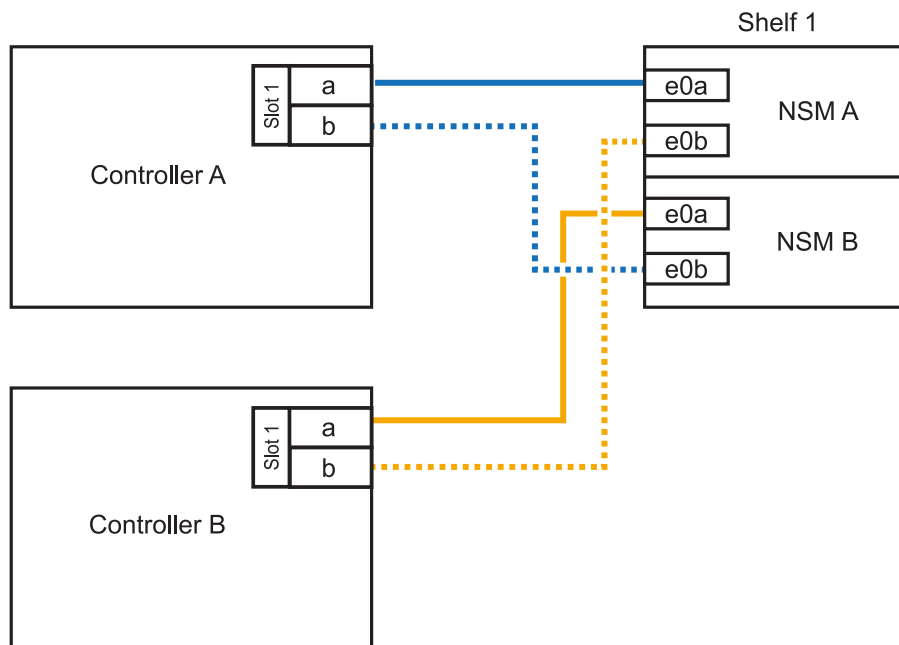 Shelf 1
Slot 1
a
b
Controller A
e0a
e0b
NSM A
e0a
e0b
NSM B
Slot 1
a
b
Controller B